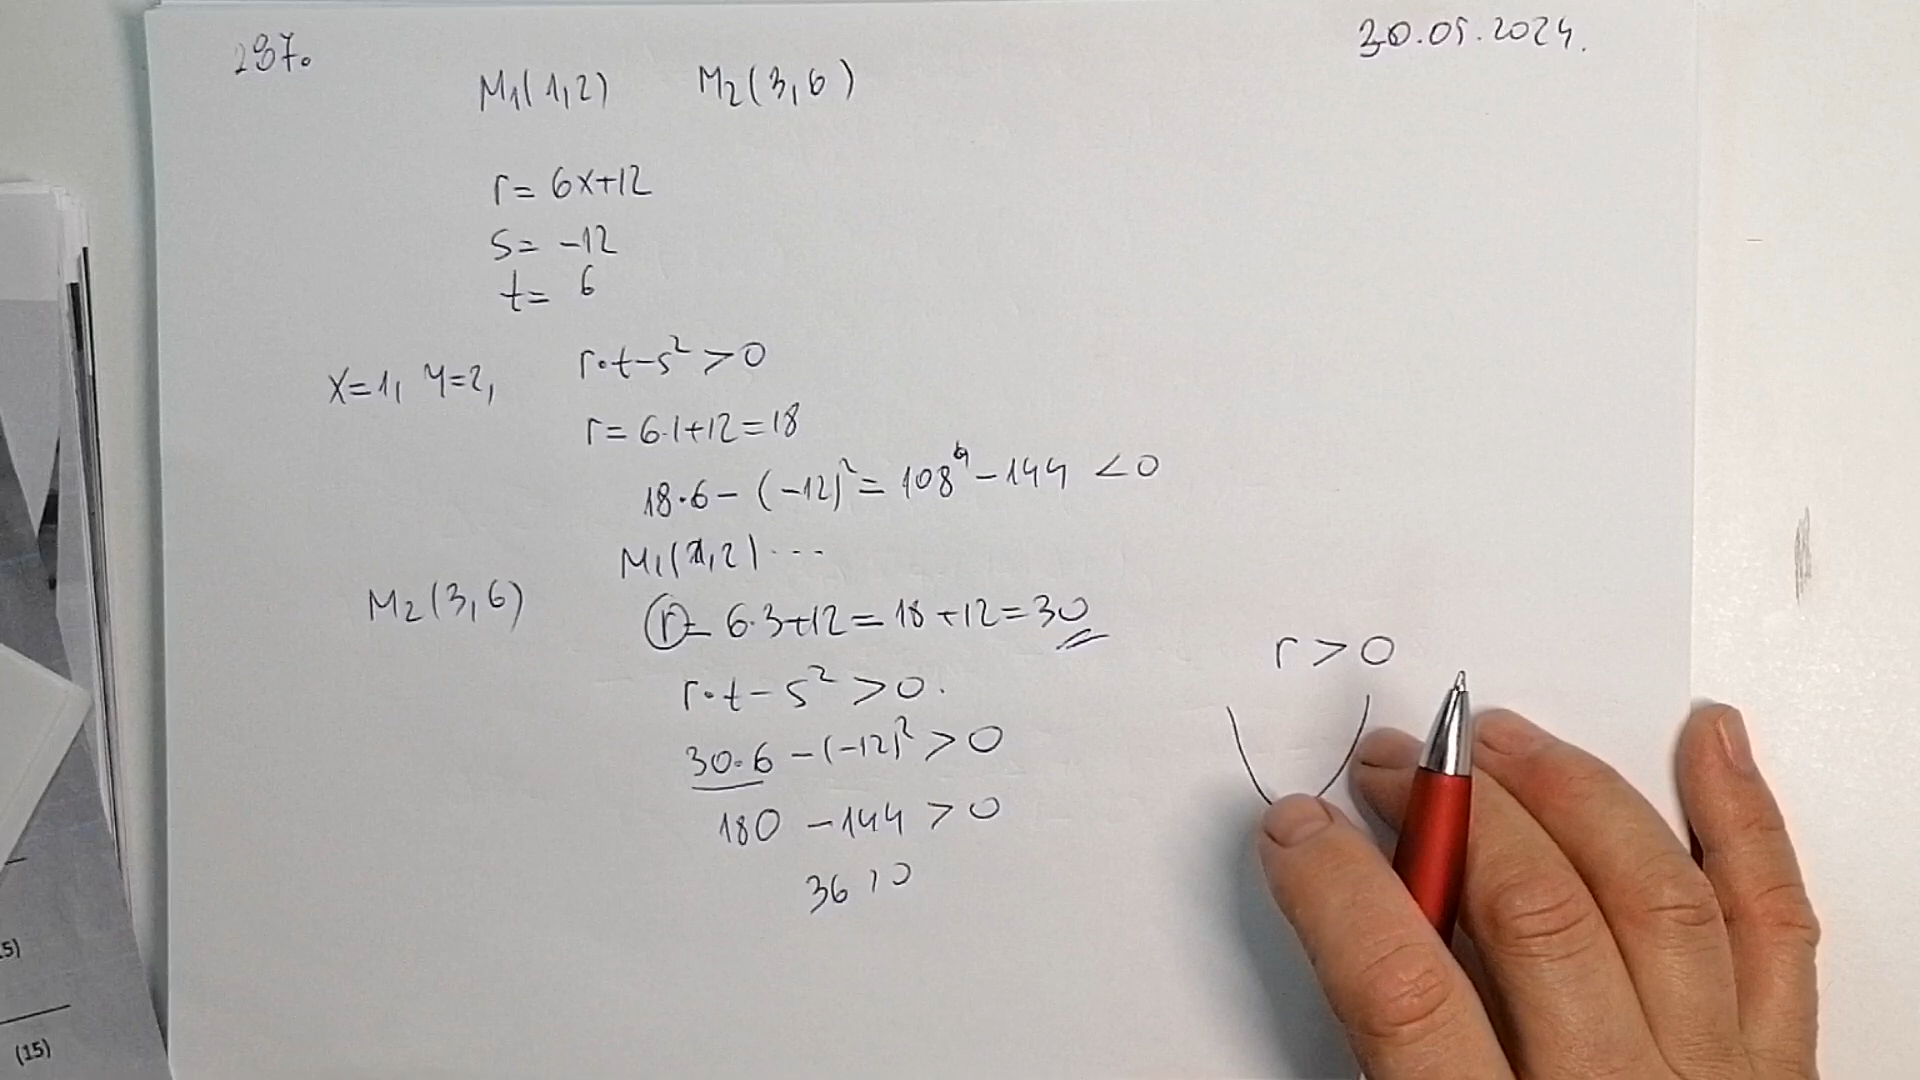 297.
30.05.2024.
M₁(1,2) M₂(3,6)
r= 6x+12
s= -12
t= 6
x=1, y=2, r·t-s²>0
r= 6·1+12=18
18·6-(-12)²= 108-144 <0
M₁(1,2)...
M₂(3,6) r= 6·3+12=18+12=30
r>0
r·t-s²>0.
30·6-(-12)²>0
180-144>0
36>0
5)
(15)